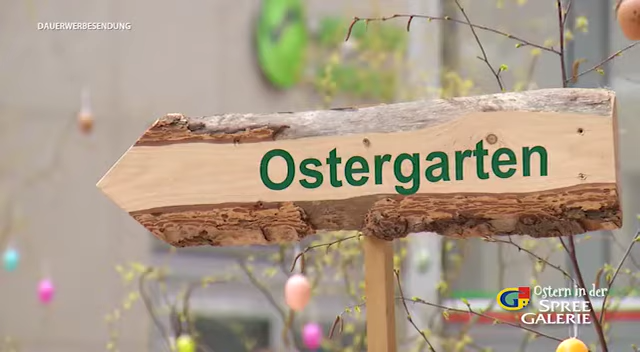 DAUERWERBESENDUNG
Ostergarten
Ostern in der
SPREE
GALERIE